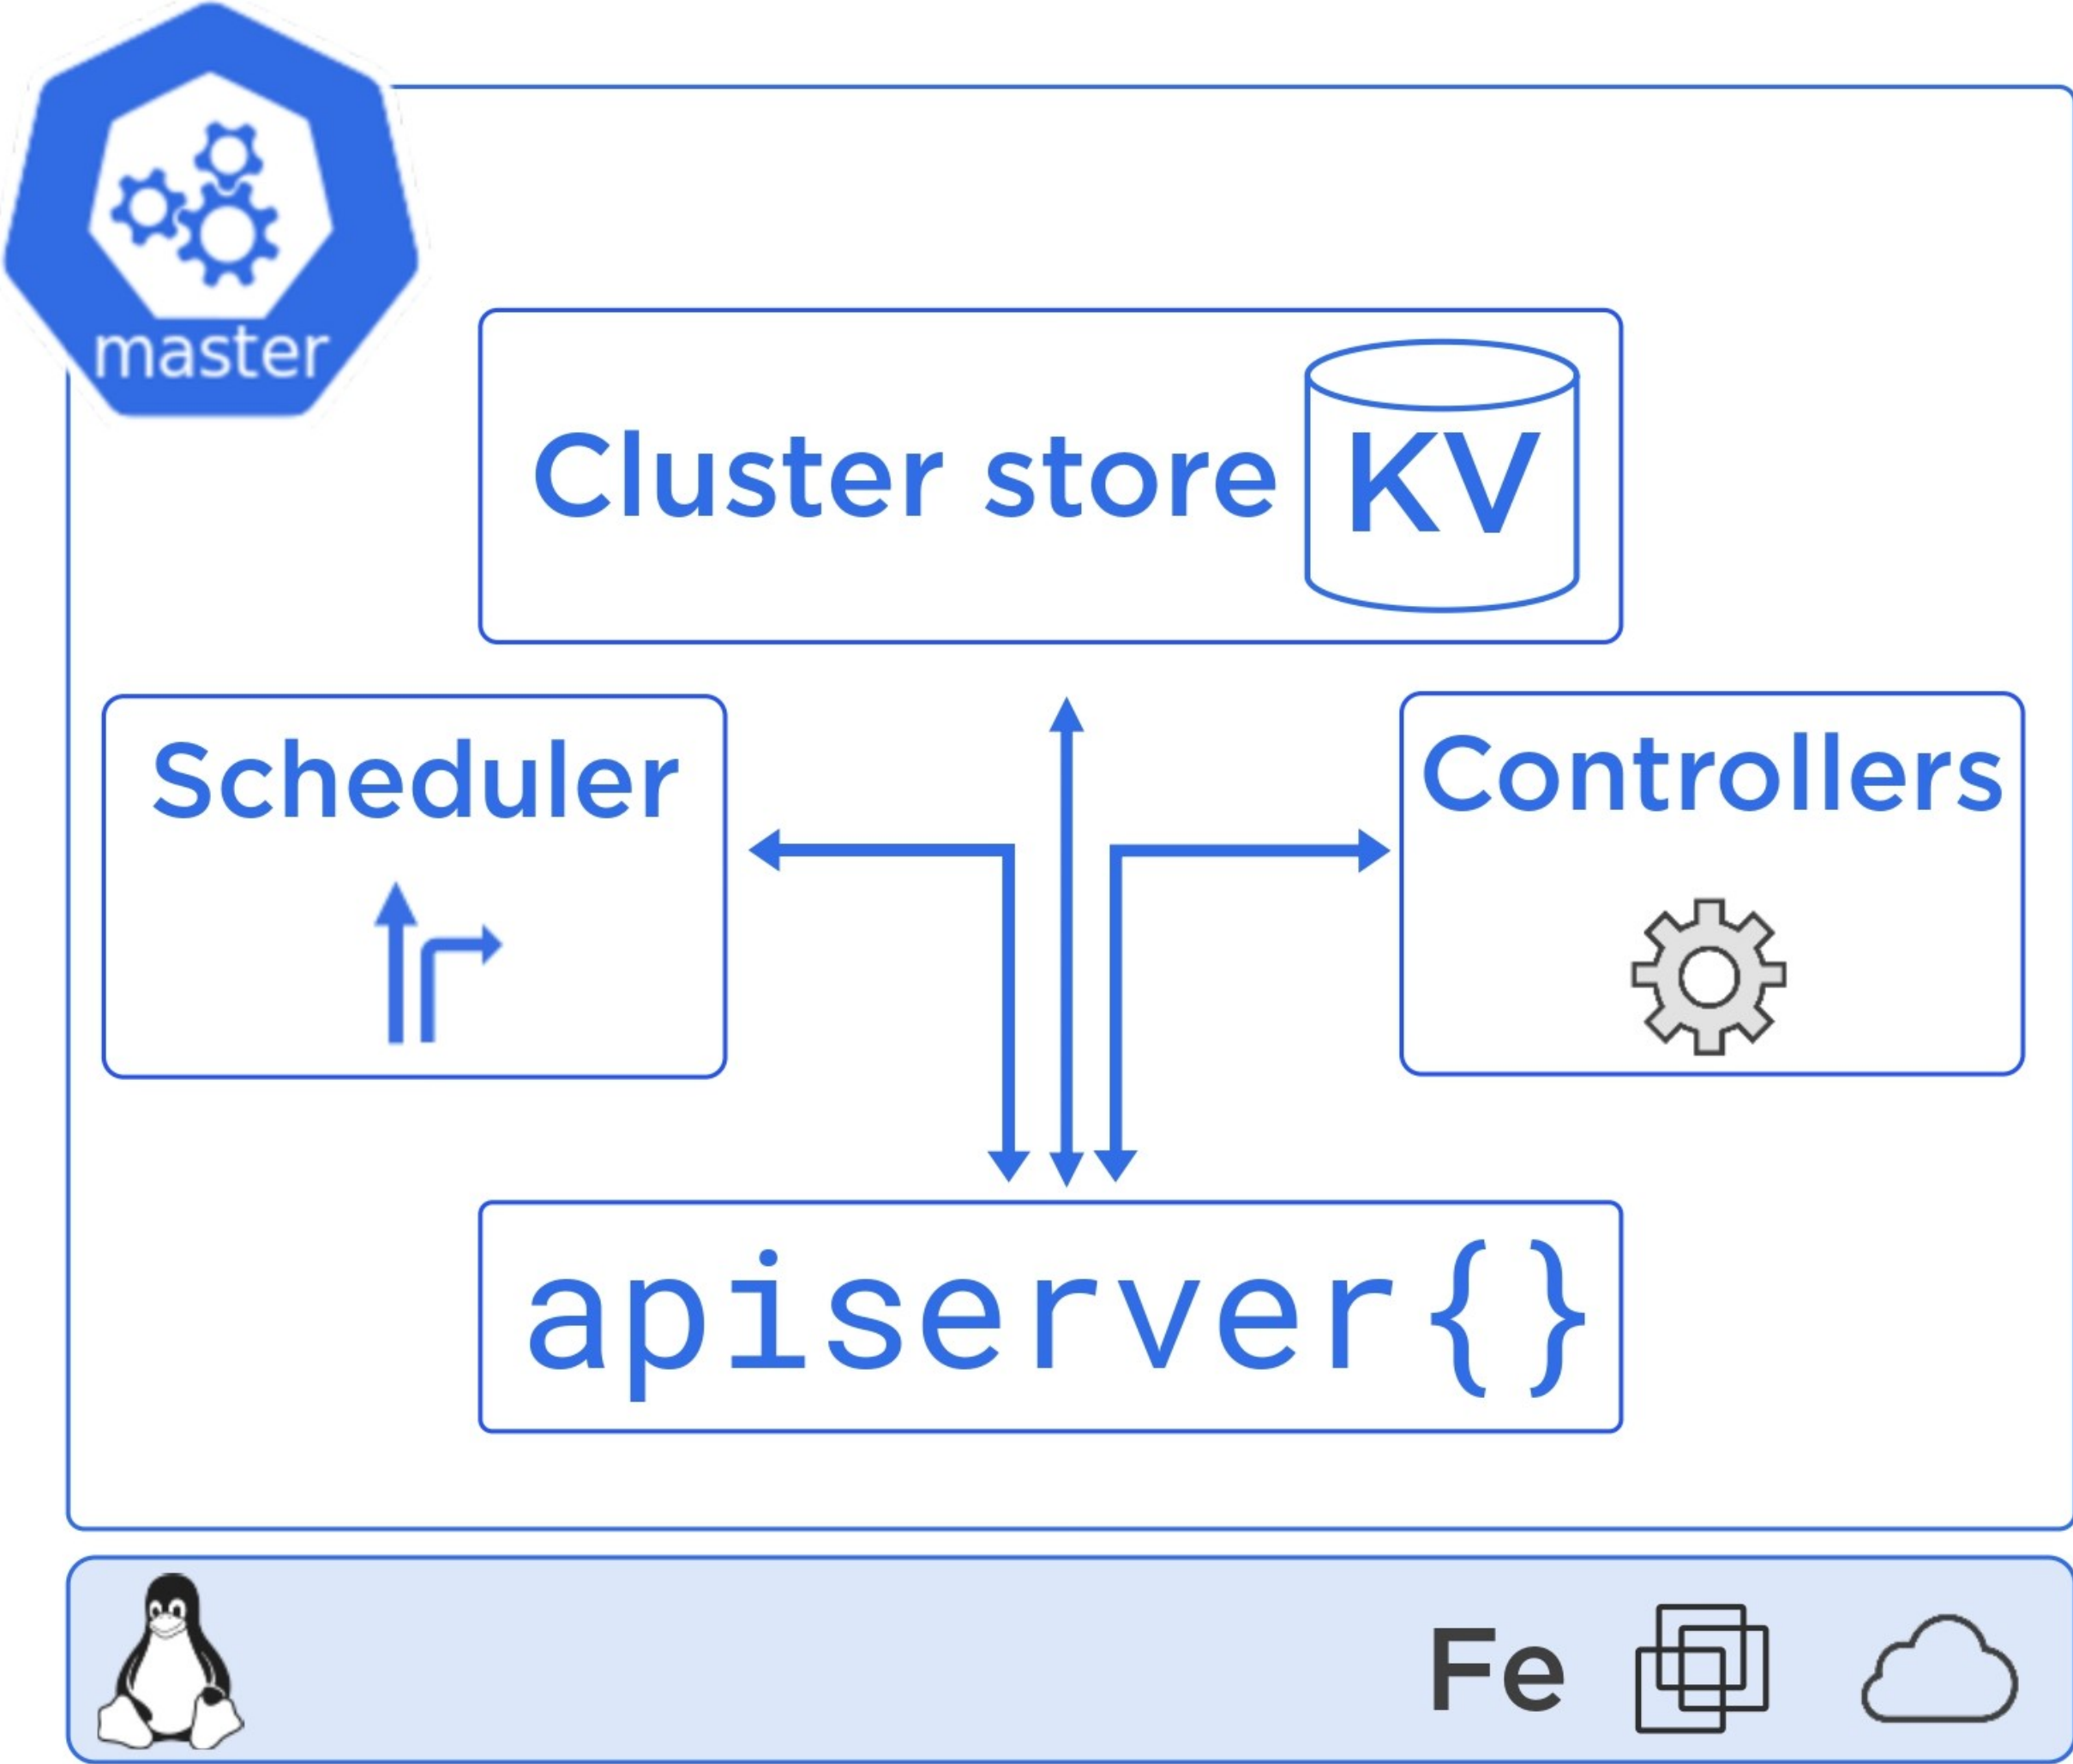 master
Cluster store KV
Scheduler
Controllers
apiserver{}
Fe